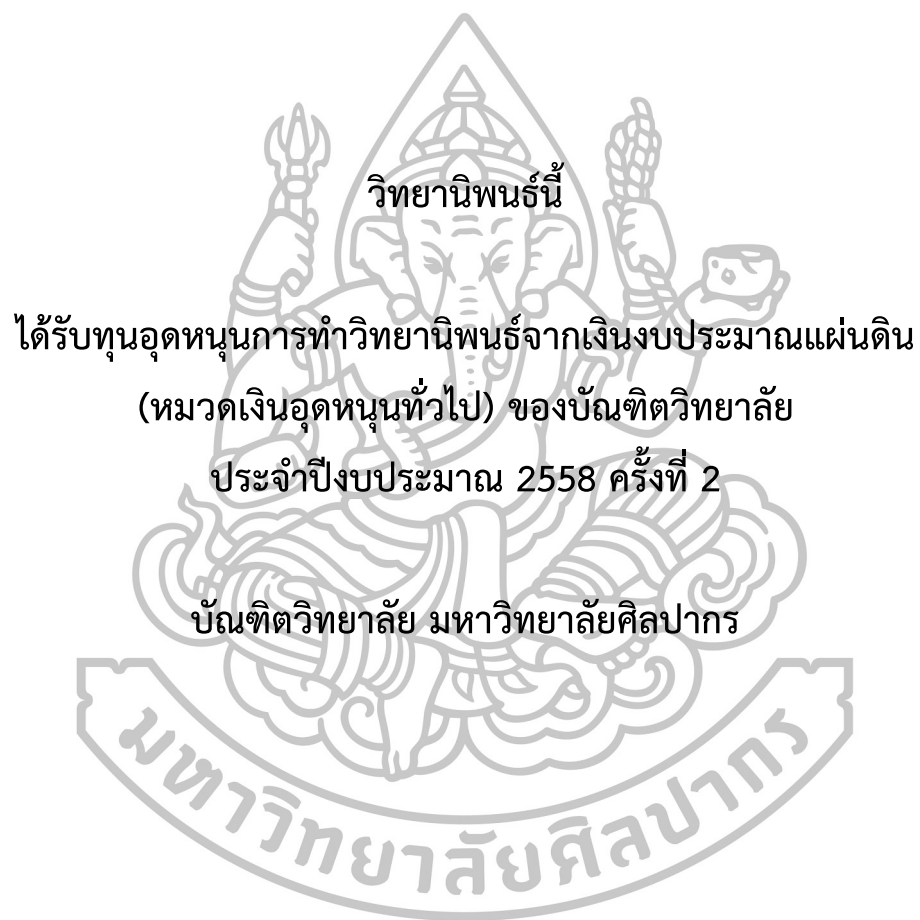 วิทยานิพนธ์นี้
ได้รับทุนอุดหนุนการทำวิทยานิพนธ์จากเงินงบประมาณแผ่นดิน
(หมวดเงินอุดหนุนทั่วไป) ของบัณฑิตวิทยาลัย
ประจำปีงบประมาณ 2558 ครั้งที่ 2
บัณฑิตวิทยาลัย มหาวิทยาลัยศิลปากร
มหาวิทยาลัยศิลปากร